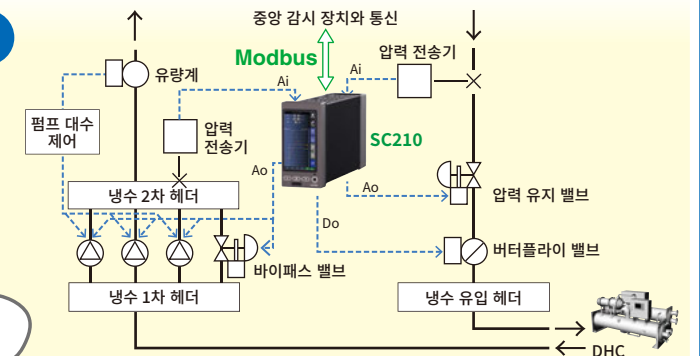 중앙 감시 장치와 통신
Modbus
압력 전송기
유량계
Ai
Ai
펌프 대수
제어
압력
전송기
SC210
Ao
Ao
냉수 2차 헤더
압력 유지 밸브
Do
버터플라이 밸브
바이패스 밸브
냉수 1차 헤더
냉수 유입 헤더
DHC